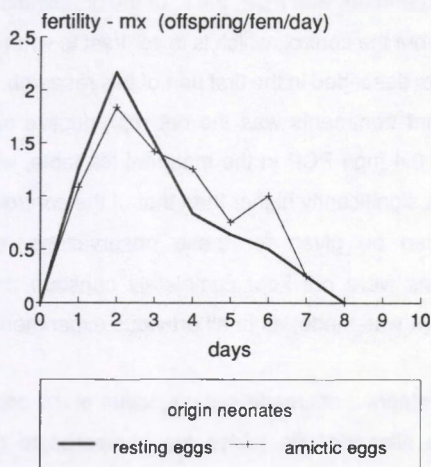 fertility - mx (offspring/fem/day)
2.5
2
1.5
1
0.5
0
0 1 2 3 4 5 6 7 8 9 10
days
origin neonates
resting eggs amictic eggs